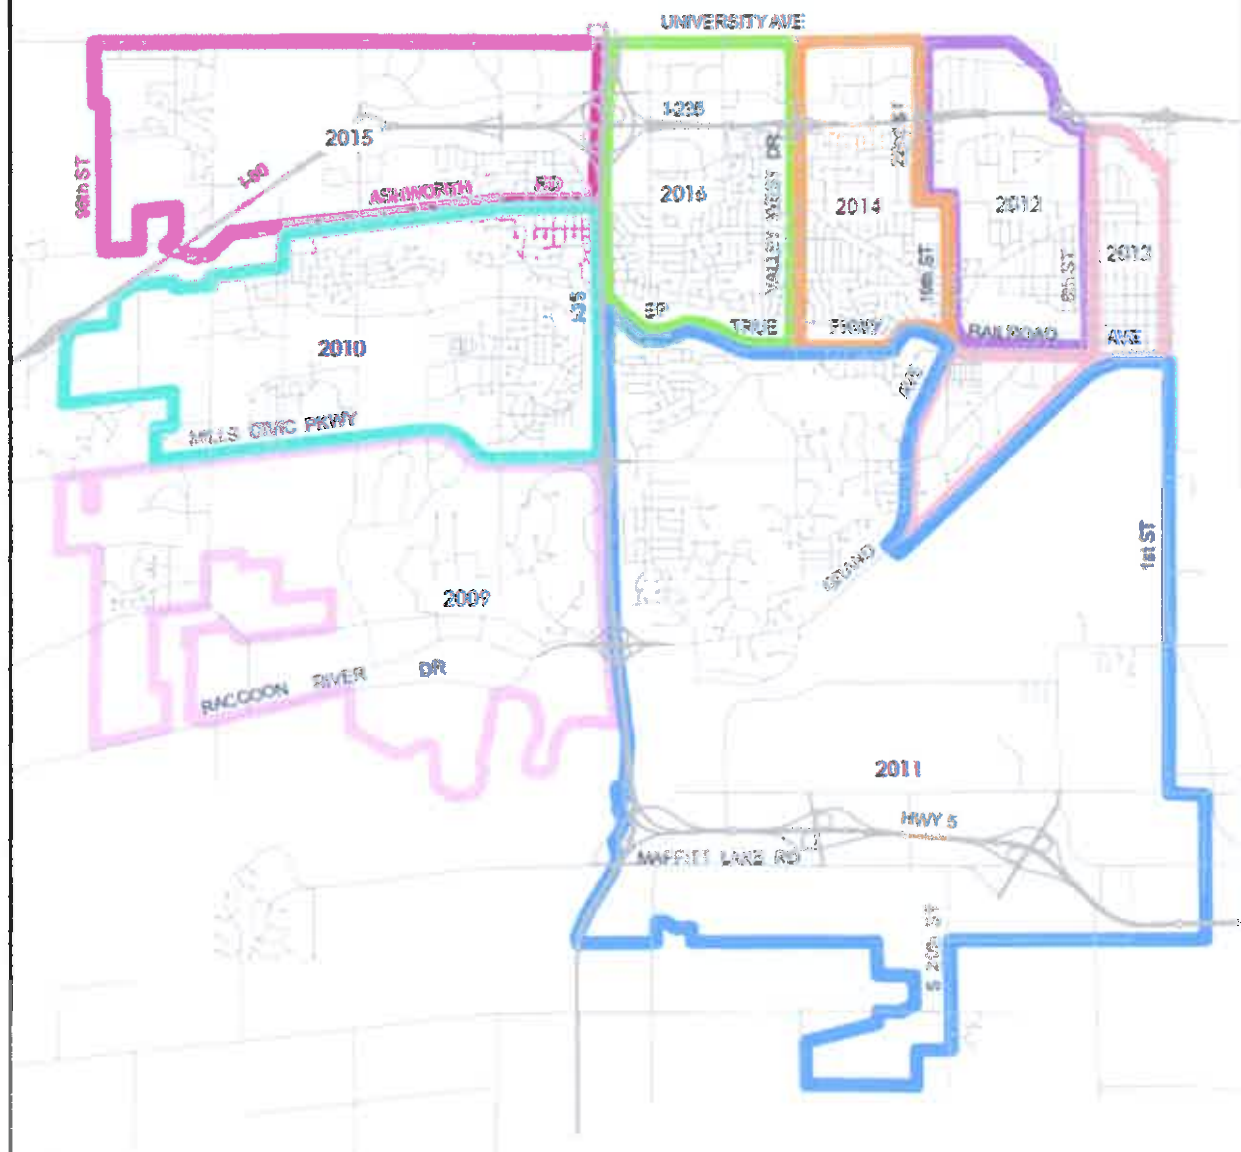 UNIVERSITY AVE
I-235
2015
98th ST
I-80
ASHWORTH RD
22nd ST
VALLEY WEST DR
2016
2014
2012
2013
16th ST
8th ST
I-35
EP TRUE PKWY
RAILROAD AVE
2010
MILLS CIVIC PKWY
GRAND AVE
1st ST
2009
RACCOON RIVER DR
2011
HWY 5
MAFFITT LAKE RD
S 20th ST